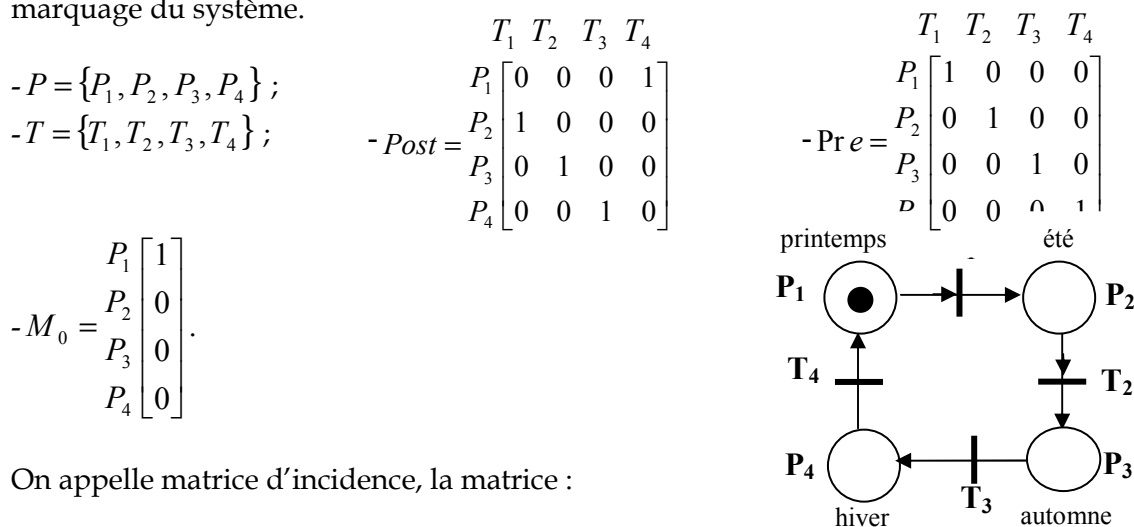 marquage du système.
- P = {P₁, P₂, P₃, P₄} ;
- T = {T₁, T₂, T₃, T₄} ;
T₁ T₂ T₃ T₄
- Post =
P₁ [0 0 0 1]
P₂ [1 0 0 0]
P₃ [0 1 0 0]
P₄ [0 0 1 0]
T₁ T₂ T₃ T₄
- Pr e =
P₁ [1 0 0 0]
P₂ [0 1 0 0]
P₃ [0 0 1 0]
[0 0 0 1]
- M₀ =
P₁ [1]
P₂ [0]
P₃ [0]
P₄ [0] .
printemps été
P₁ P₂
T₄ T₂
P₄ P₃
T₃
hiver automne
On appelle matrice d'incidence, la matrice :